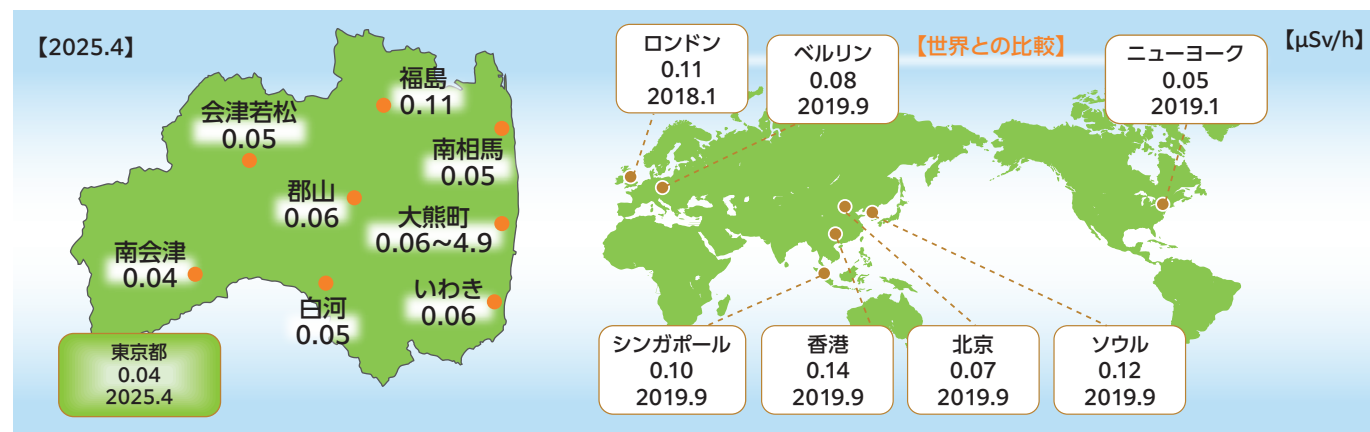 【2025.4】
福島
0.11
会津若松
0.05
南相馬
0.05
郡山
0.06
大熊町
0.06~4.9
南会津
0.04
いわき
0.06
白河
0.05
東京都
0.04
2025.4
【世界との比較】
【μSv/h】
ロンドン
0.11
2018.1
ベルリン
0.08
2019.9
ニューヨーク
0.05
2019.1
シンガポール
0.10
2019.9
香港
0.14
2019.9
北京
0.07
2019.9
ソウル
0.12
2019.9